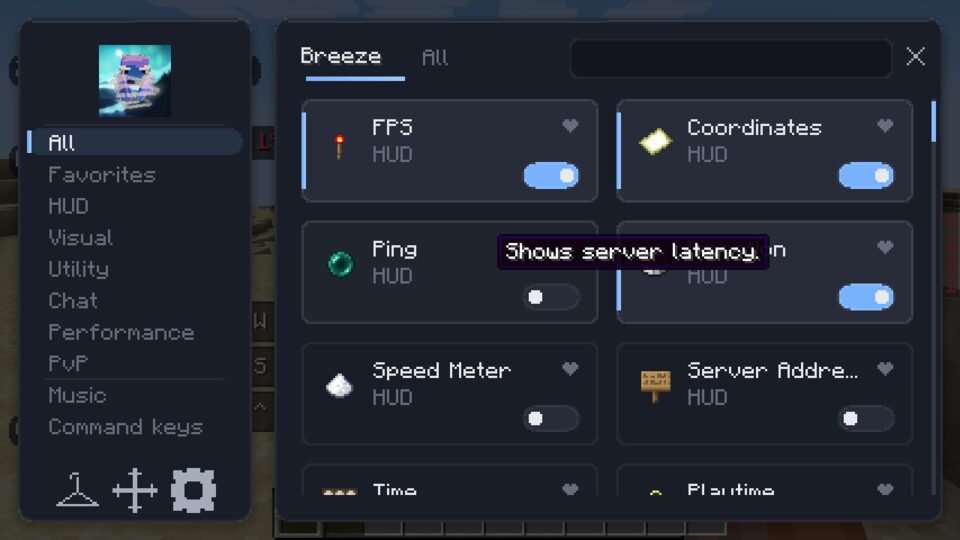 Breeze
All
All
Favorites
HUD
Visual
Utility
Chat
Performance
PvP
Music
Command keys
FPS
HUD
Coordinates
HUD
Ping
HUD
Shows server latency.
on
HUD
Speed Meter
HUD
Server Addre...
HUD
Time
Playtime
W
S